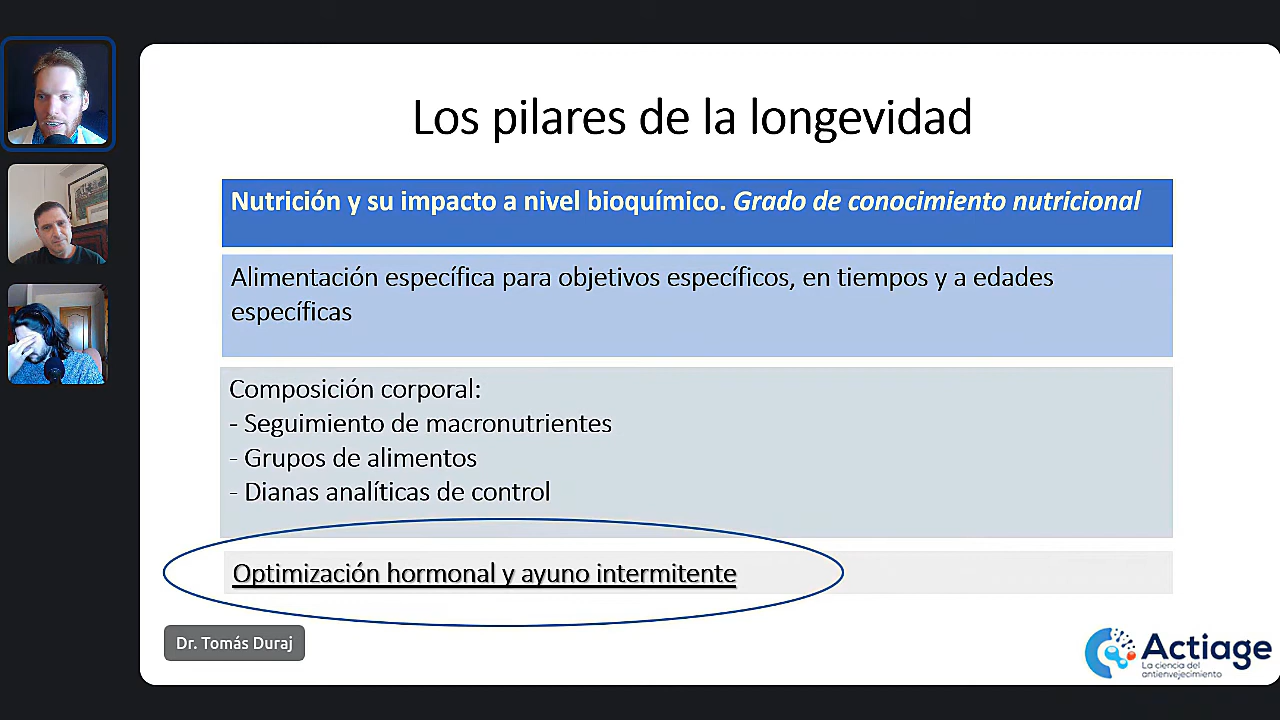 Los pilares de la longevidad
Nutrición y su impacto a nivel bioquímico. Grado de conocimiento nutricional
Alimentación específica para objetivos específicos, en tiempos y a edades
específicas
Composición corporal:
- Seguimiento de macronutrientes
- Grupos de alimentos
- Dianas analíticas de control
Optimización hormonal y ayuno intermitente
Dr. Tomás Duraj
Actiage
La ciencia del
antienvejecimiento